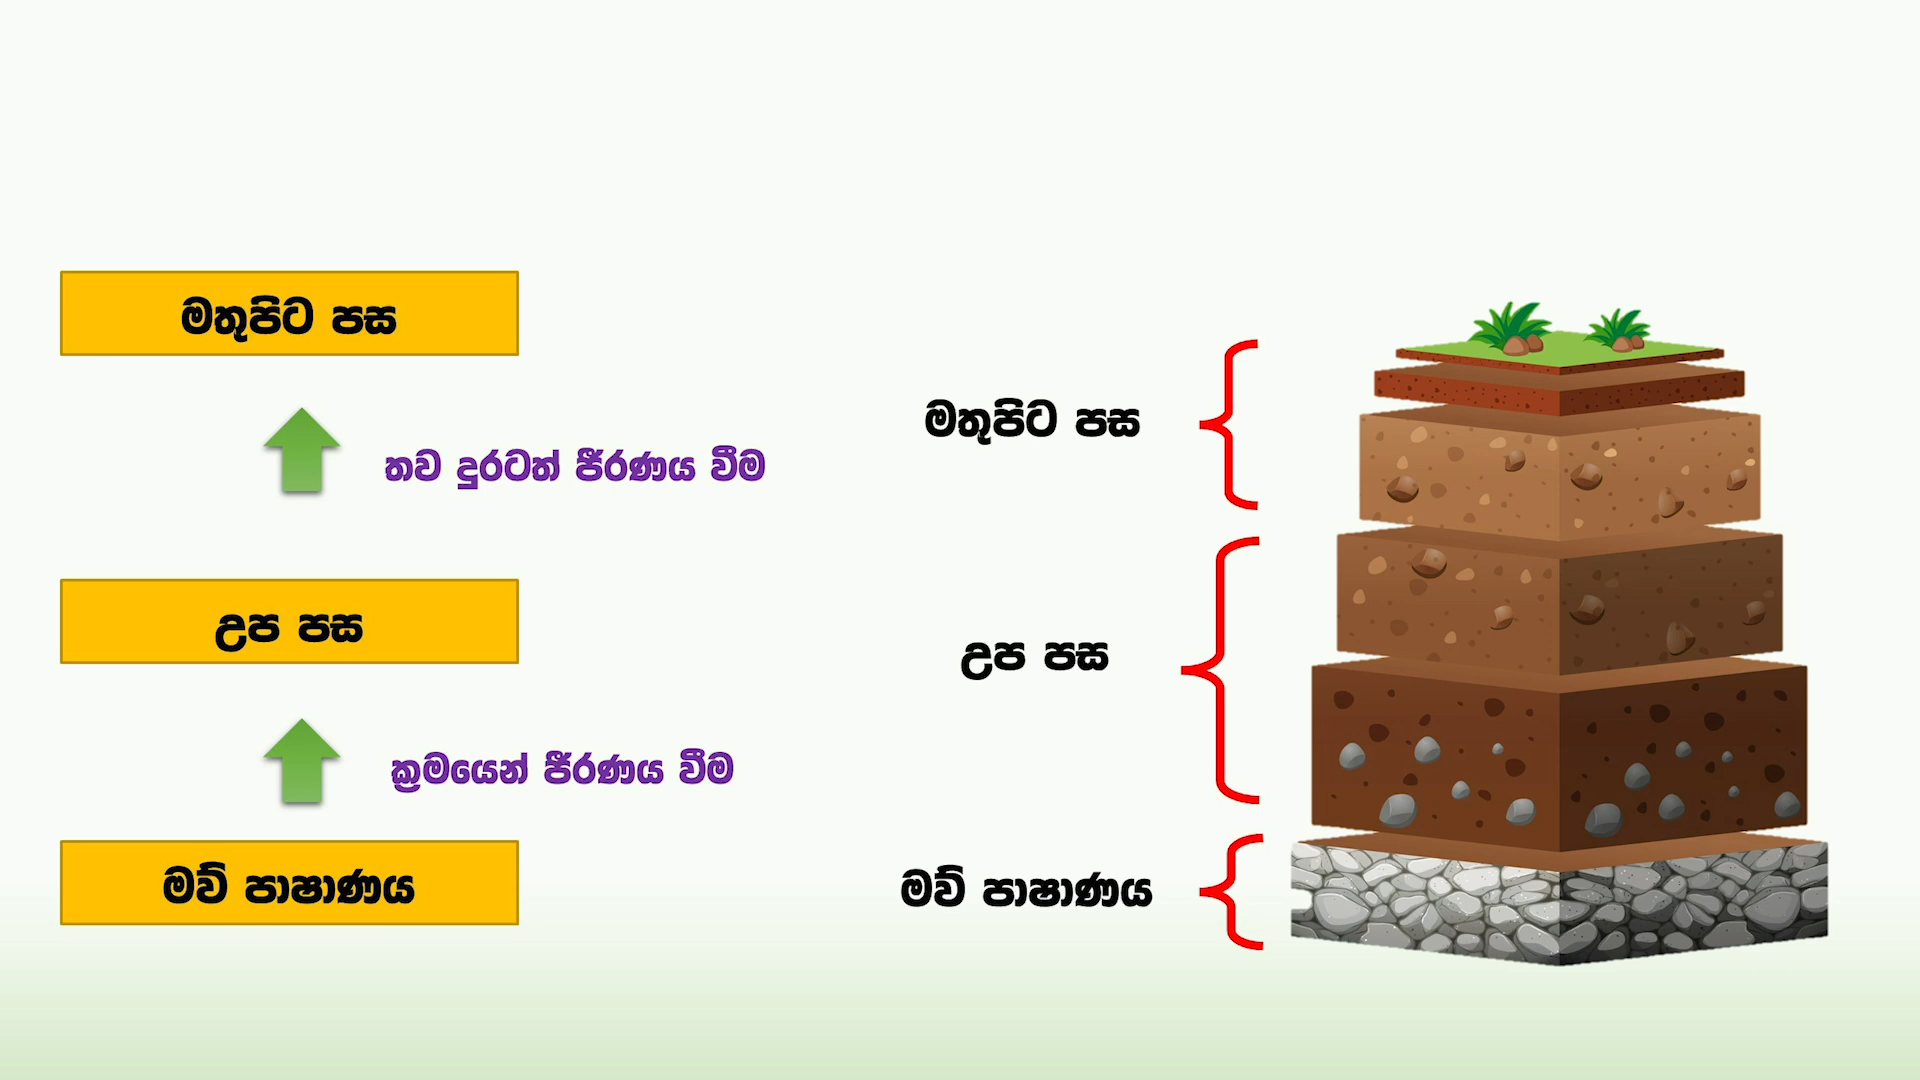 මතුපිට පස
තව දුරටත් ජීරණය වීම
උප පස
ක්‍රමයෙන් ජීරණය වීම
මව් පාෂාණය
මතුපිට පස
උප පස
මව් පාෂාණය